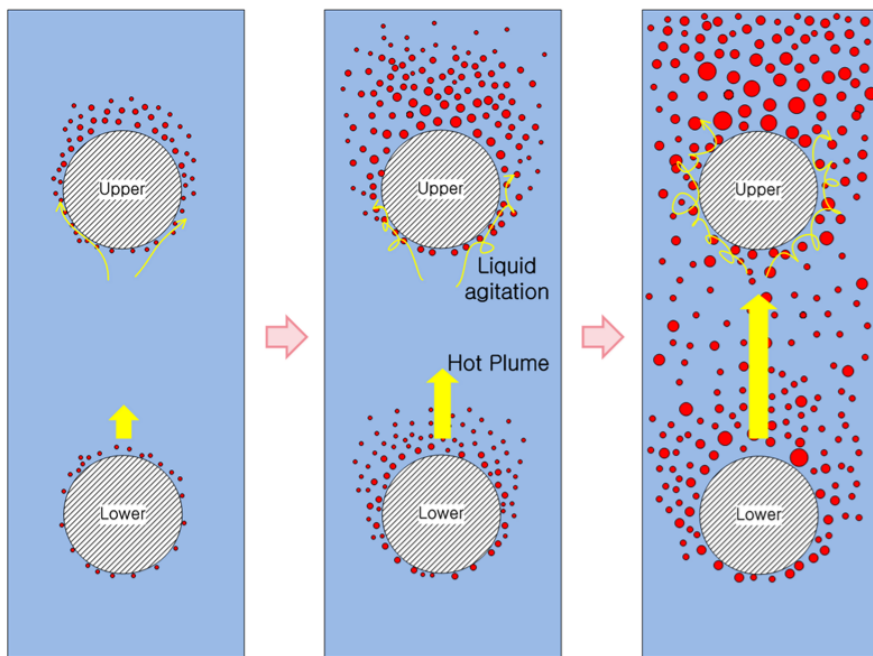 Upper
Lower
Upper
Liquid
agitation
Hot Plume
Lower
Upper
Lower